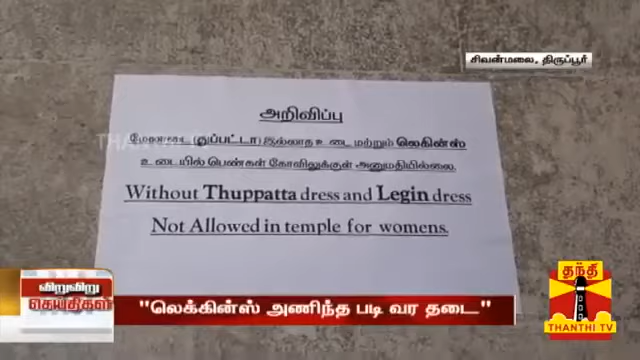 சிவன்மலை, திருப்பூர்
அறிவிப்பு
மேலாடை (துப்பட்டா) இல்லாத உடை மற்றும் லெகின்ஸ்
உடையில் பெண்கள் கோவிலுக்குள் அனுமதியில்லை.
Without Thuppatta dress and Legin dress
Not Allowed in temple for womens.
விறுவிறு
செய்திகள்
"லெக்கின்ஸ் அணிந்த படி வர தடை"
தந்தி
THANTHI TV